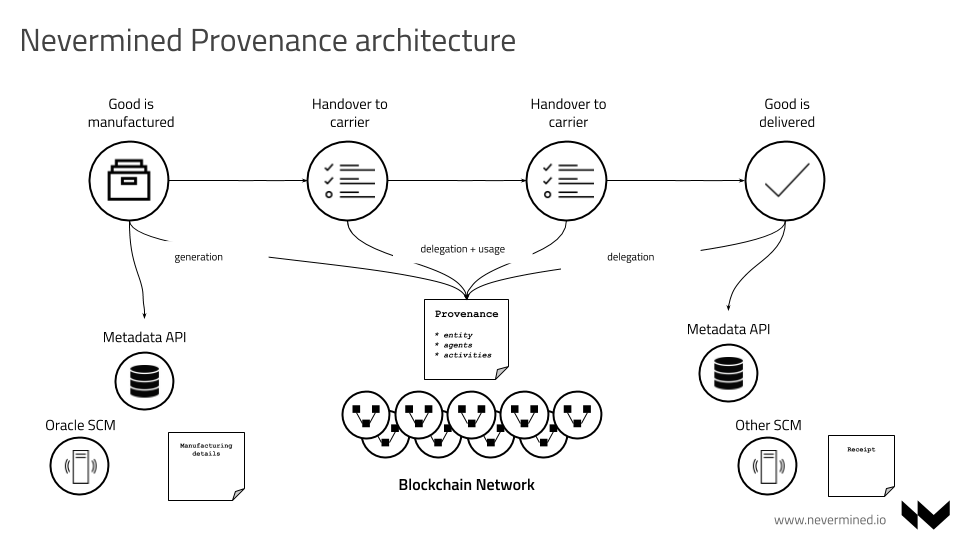 Nevermined Provenance architecture
Good is
manufactured
Handover to
carrier
Handover to
carrier
Good is
delivered
generation
delegation + usage
delegation
Provenance
* entity
* agents
* activities
Metadata API
Metadata API
Oracle SCM
Manufacturing
details
Other SCM
Receipt
Blockchain Network
www.nevermined.io